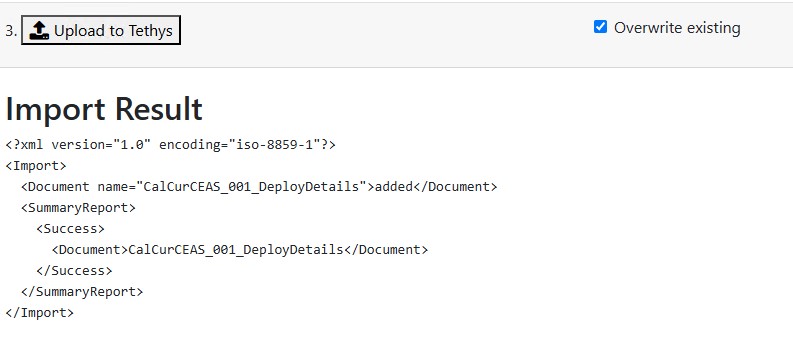 3. Upload to Tethys Overwrite existing
Import Result
<?xml version="1.0" encoding="iso-8859-1"?>
<Import>
  <Document name="CalCurCEAS_001_DeployDetails">added</Document>
  <SummaryReport>
    <Success>
      <Document>CalCurCEAS_001_DeployDetails</Document>
    </Success>
  </SummaryReport>
</Import>